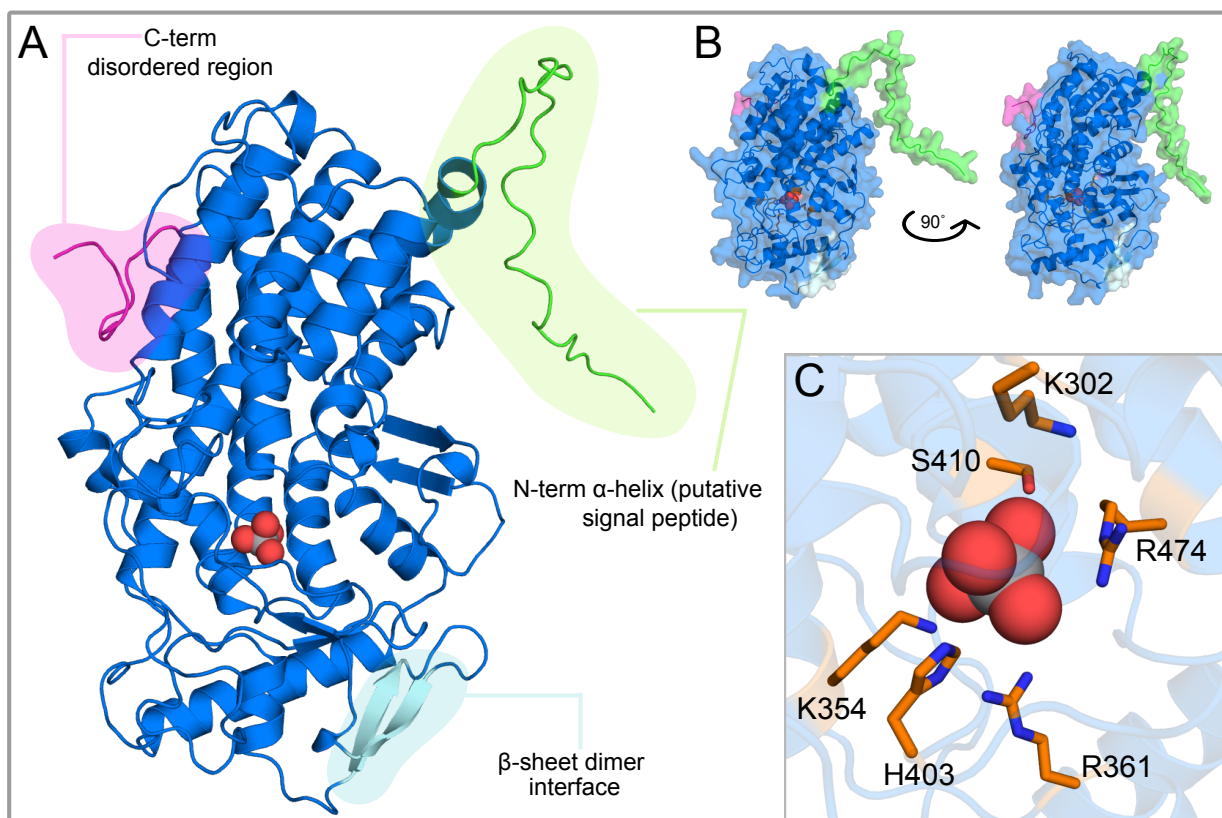 A
C-term
disordered region
N-term α-helix (putative
signal peptide)
β-sheet dimer
interface
B
90°
C
K302
S410
R474
K354
H403
R361